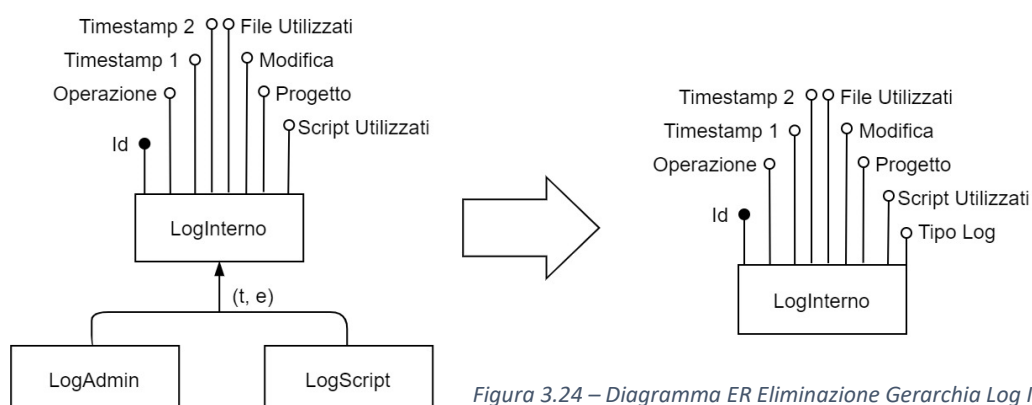 Timestamp 2 File Utilizzati
Timestamp 1 Modifica
Operazione Progetto
Script Utilizzati
Id
LogInterno
(t, e)
LogAdmin LogScript
Timestamp 2 File Utilizzati
Timestamp 1 Modifica
Operazione Progetto
Script Utilizzati
Id
Tipo Log
LogInterno
Figura 3.24 – Diagramma ER Eliminazione Gerarchia Log